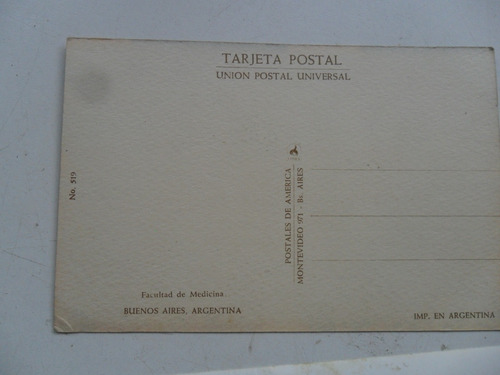 TARJETA POSTAL
UNION POSTAL UNIVERSAL
No. 519
POSTALES DE AMERICA
MONTEVIDEO 971 - Bs. AIRES
Facultad de Medicina
BUENOS AIRES, ARGENTINA
IMP. EN ARGENTINA